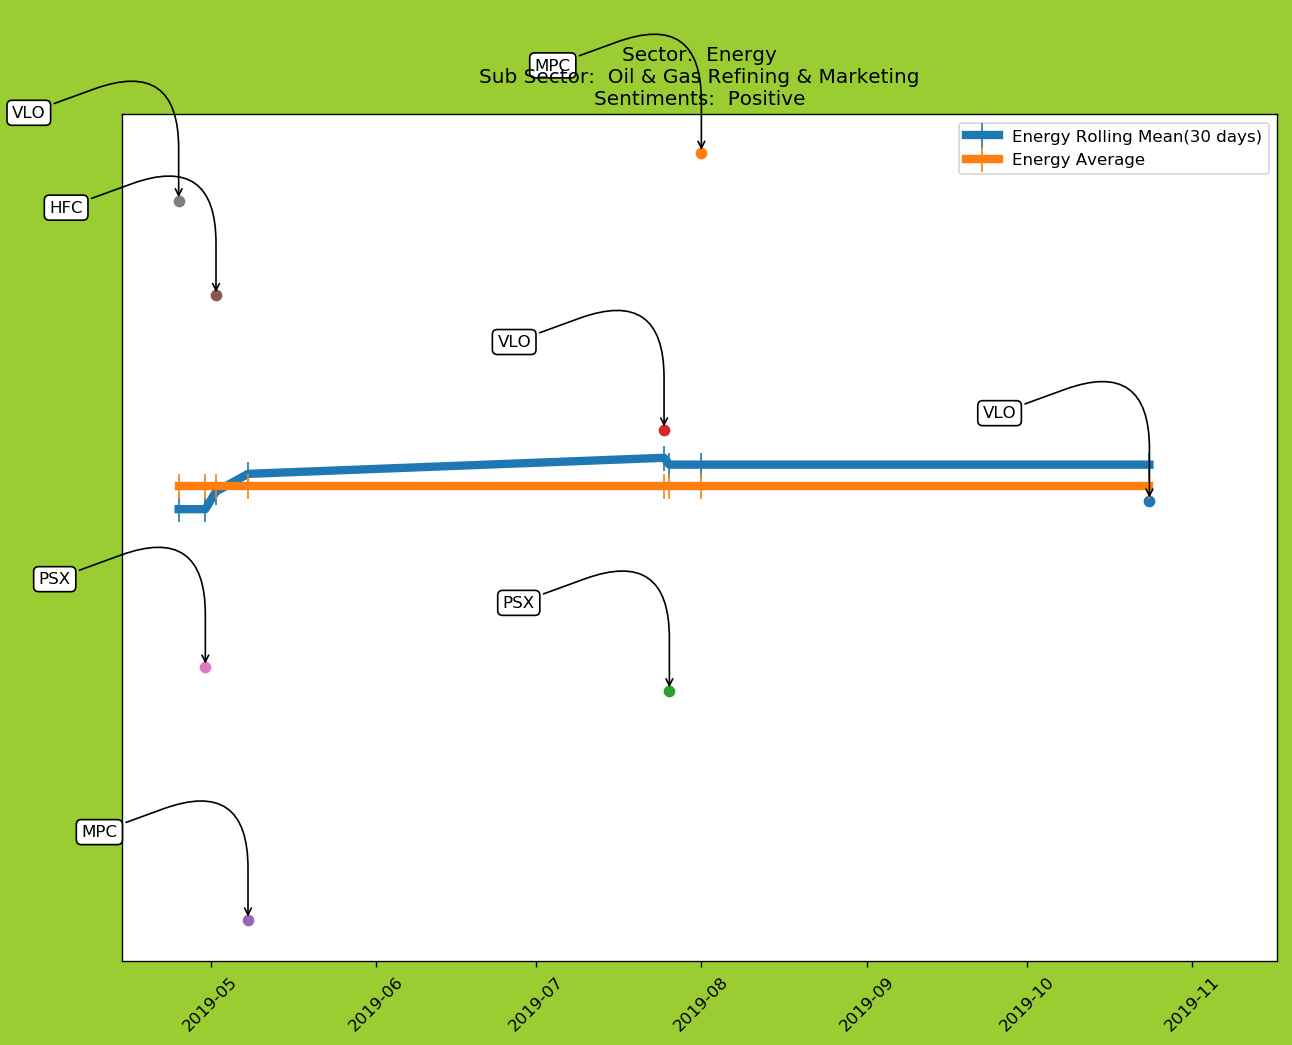 Sector:  Energy
Sub Sector:  Oil & Gas Refining & Marketing
Sentiments:  Positive
MPC
VLO
HFC
Energy Rolling Mean(30 days)
Energy Average
VLO
VLO
PSX
PSX
MPC
2019-05
2019-06
2019-07
2019-08
2019-09
2019-10
2019-11